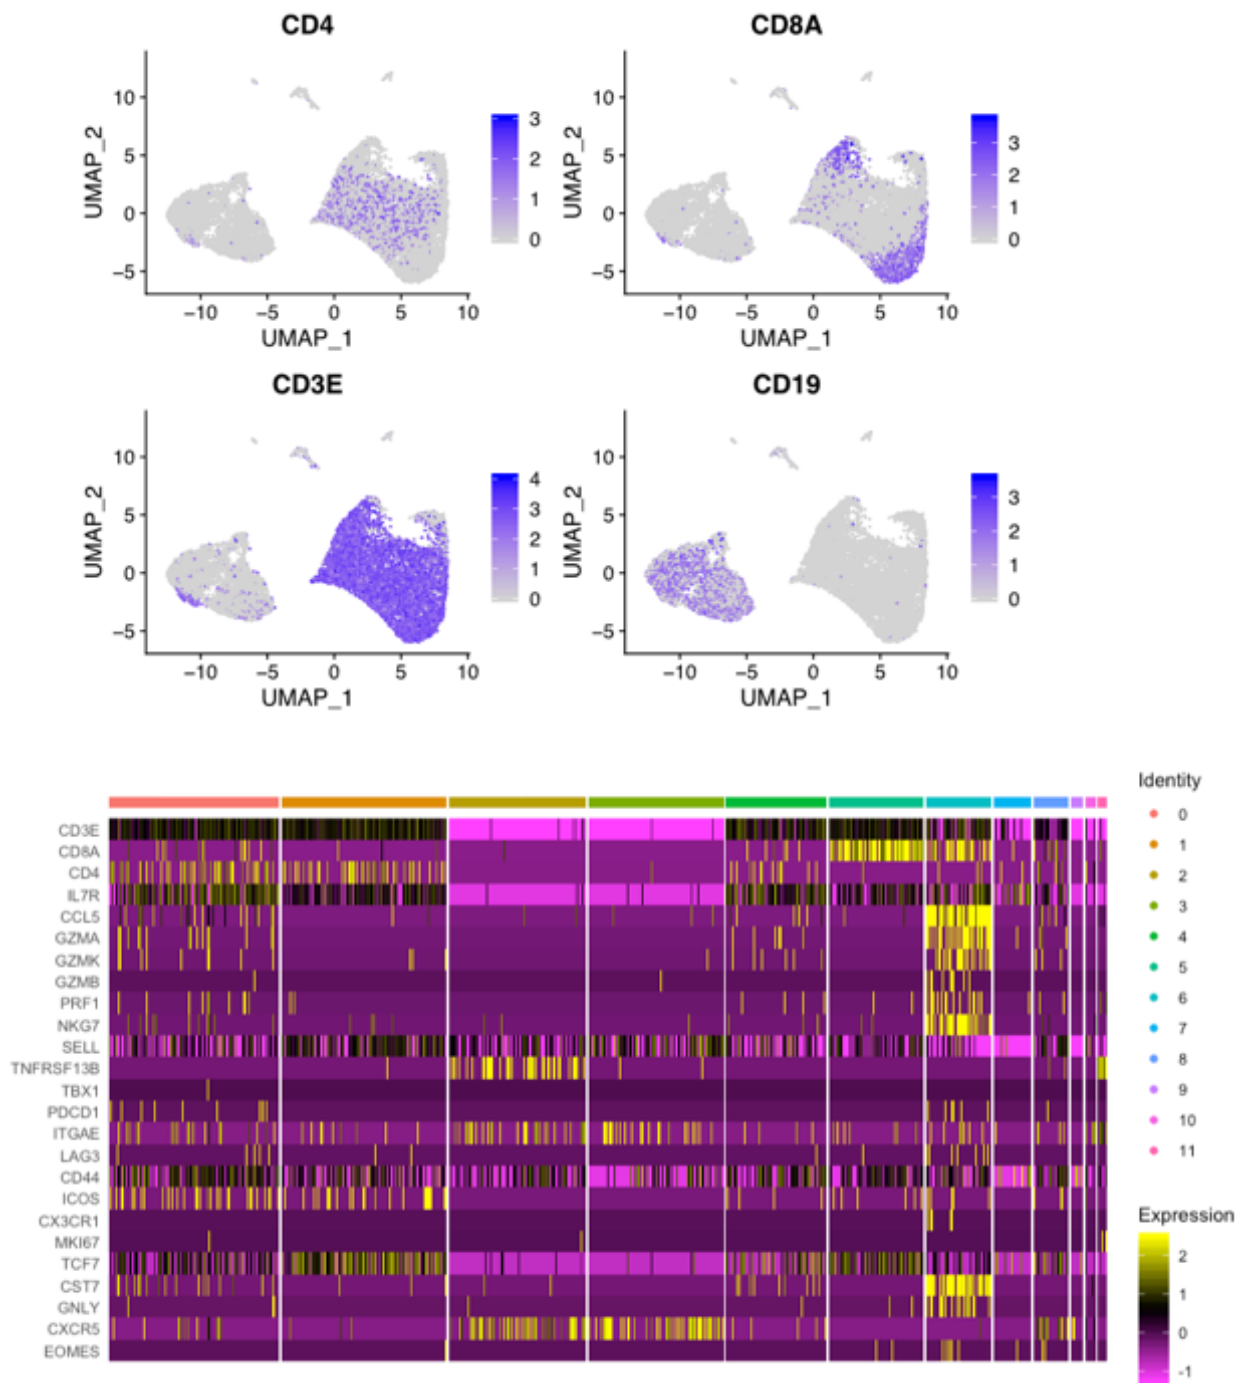 CD4
CD8A
UMAP_2
10
5
0
−5
3
2
1
0
−10 −5 0 5 10
UMAP_1
UMAP_2
10
5
0
−5
3
2
1
0
−10 −5 0 5 10
UMAP_1
CD3E
CD19
UMAP_2
10
5
0
−5
4
3
2
1
0
−10 −5 0 5 10
UMAP_1
UMAP_2
10
5
0
−5
3
2
1
0
−10 −5 0 5 10
UMAP_1
CD3E
CD8A
CD4
IL7R
CCL5
GZMA
GZMK
GZMB
PRF1
NKG7
SELL
TNFRSF13B
TBX1
PDCD1
ITGAE
LAG3
CD44
ICOS
CX3CR1
MKI67
TCF7
CST7
GNLY
CXCR5
EOMES
Identity
0
1
2
3
4
5
6
7
8
9
10
11
Expression
2
1
0
-1